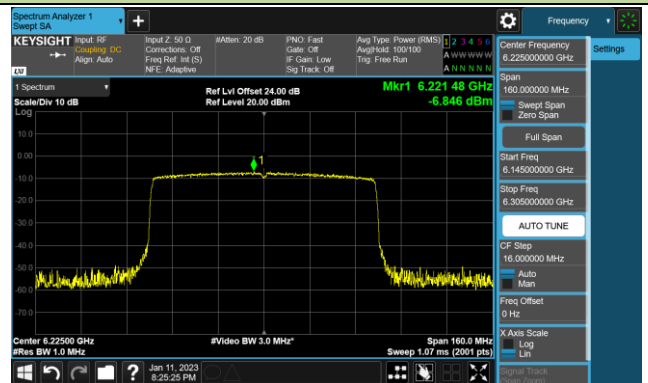 Spectrum Analyzer 1
Swept SA
Frequency
KEYSIGHT
Input: RF
Coupling: DC
Align: Auto
Input Z: 50 Ω
Corrections: Off
Freq Ref: Int (S)
NFE: Adaptive
#Atten: 20 dB
PNO: Fast
Gate: Off
IF Gain: Low
Sig Track: Off
Avg Type: Power (RMS)
Avg|Hold: 100/100
Trig: Free Run
1 2 3 4 5 6
A W W W W W
A N N N N N
LXI
Center Frequency
6.225000000 GHz
Settings
Span
160.000000 MHz
Swept Span
Zero Span
Full Span
Start Freq
6.145000000 GHz
Stop Freq
6.305000000 GHz
AUTO TUNE
CF Step
16.000000 MHz
Auto
Man
Freq Offset
0 Hz
X Axis Scale
Log
Lin
Signal Track
(Span Zoom)
1 Spectrum
Scale/Div 10 dB
Log
Ref Lvl Offset 24.00 dB
Ref Level 20.00 dBm
Mkr1 6.221 48 GHz
-6.846 dBm
10.0
0.00
1
-10.0
-20.0
-30.0
-40.0
-50.0
-60.0
-70.0
Center 6.22500 GHz
#Res BW 1.0 MHz
#Video BW 3.0 MHz*
Span 160.0 MHz
Sweep 1.07 ms (2001 pts)
?
Jan 11, 2023
8:25:25 PM